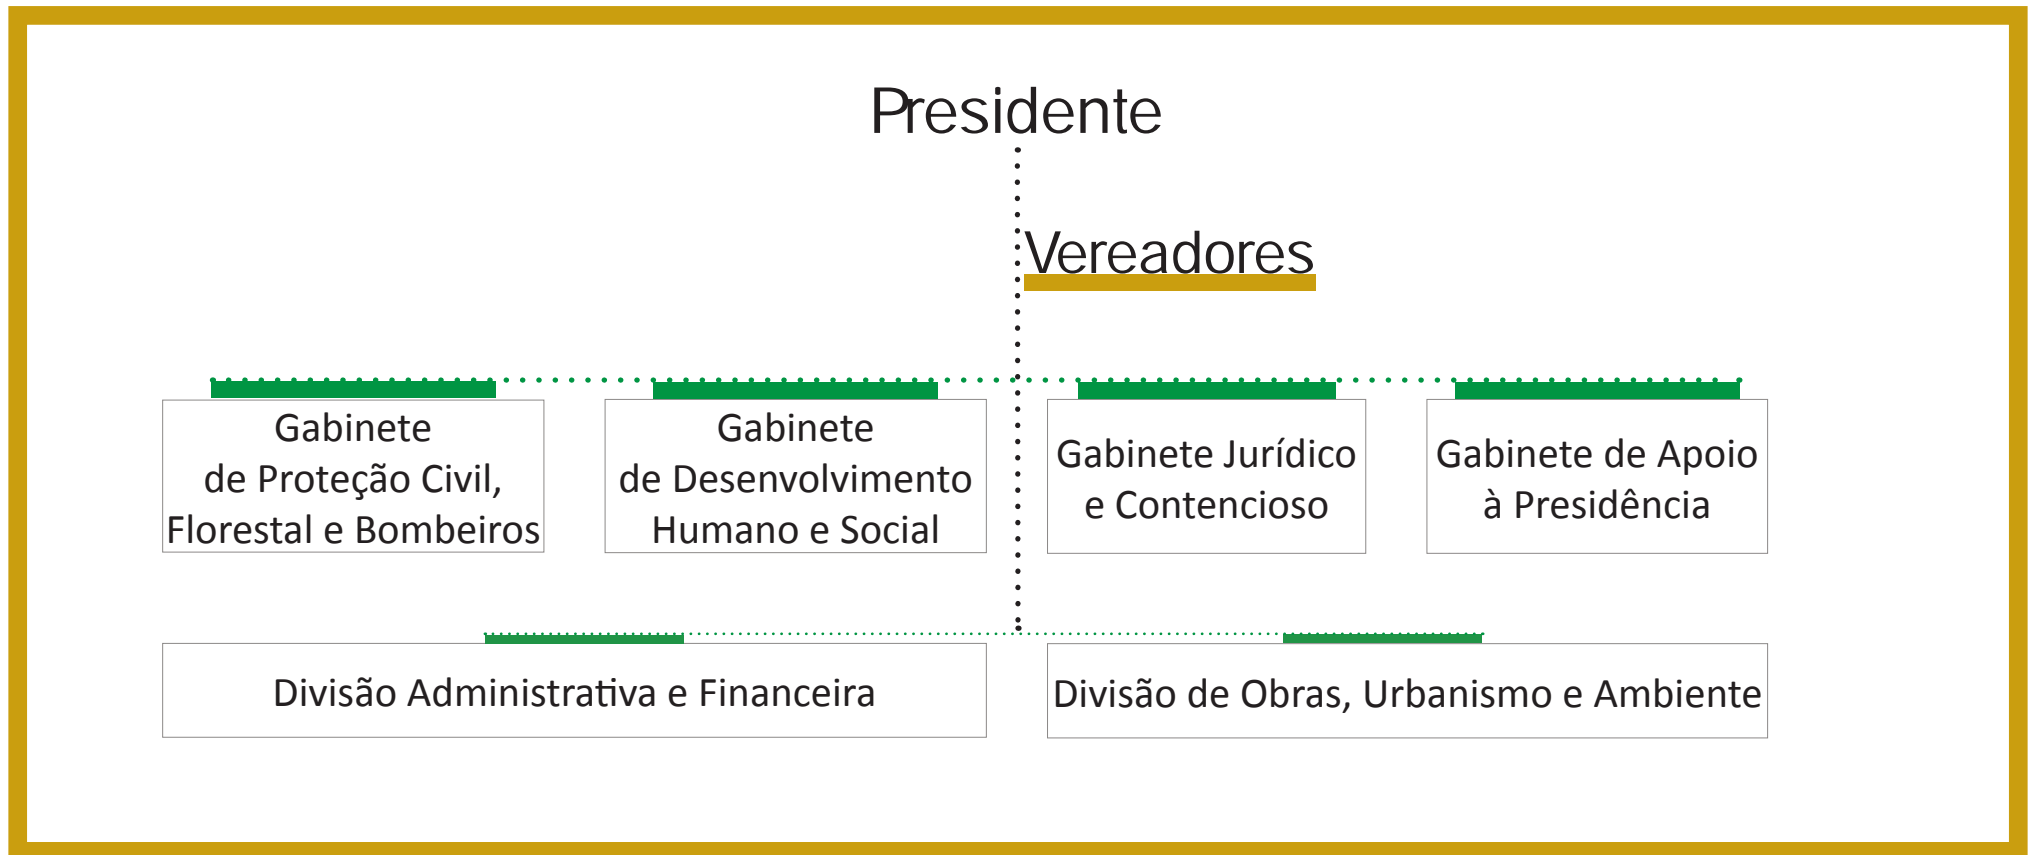 Presidente
Vereadores
Gabinete
de Proteção Civil,
Florestal e Bombeiros
Gabinete
de Desenvolvimento
Humano e Social
Gabinete Jurídico
e Contencioso
Gabinete de Apoio
à Presidência
Divisão Administrativa e Financeira
Divisão de Obras, Urbanismo e Ambiente